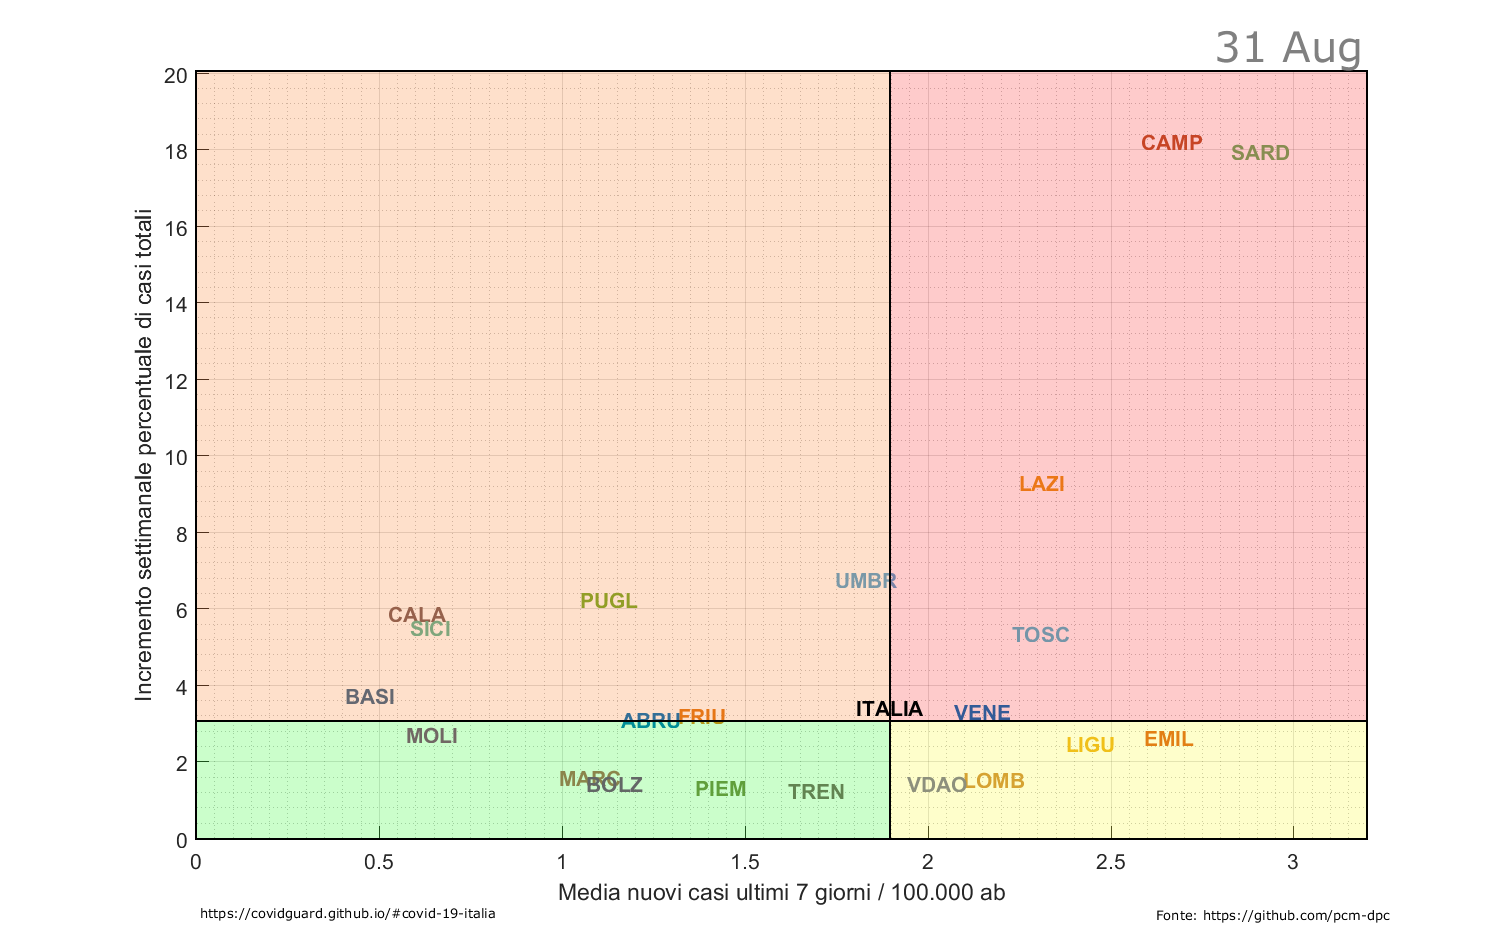 31 Aug
20
18
16
14
12
10
8
6
4
2
0
Incremento settimanale percentuale di casi totali
CAMP
SARD
LAZI
UMBR
PUGL
CALA
SICI
TOSC
BASI
ITALIA
VENE
FRIU
ABRU
MOLI
EMIL
LIGU
MARC
BOLZ
PIEM
TREN
VDAO
LOMB
0 0.5 1 1.5 2 2.5 3
Media nuovi casi ultimi 7 giorni / 100.000 ab
https://covidguard.github.io/#covid-19-italia
Fonte: https://github.com/pcm-dpc